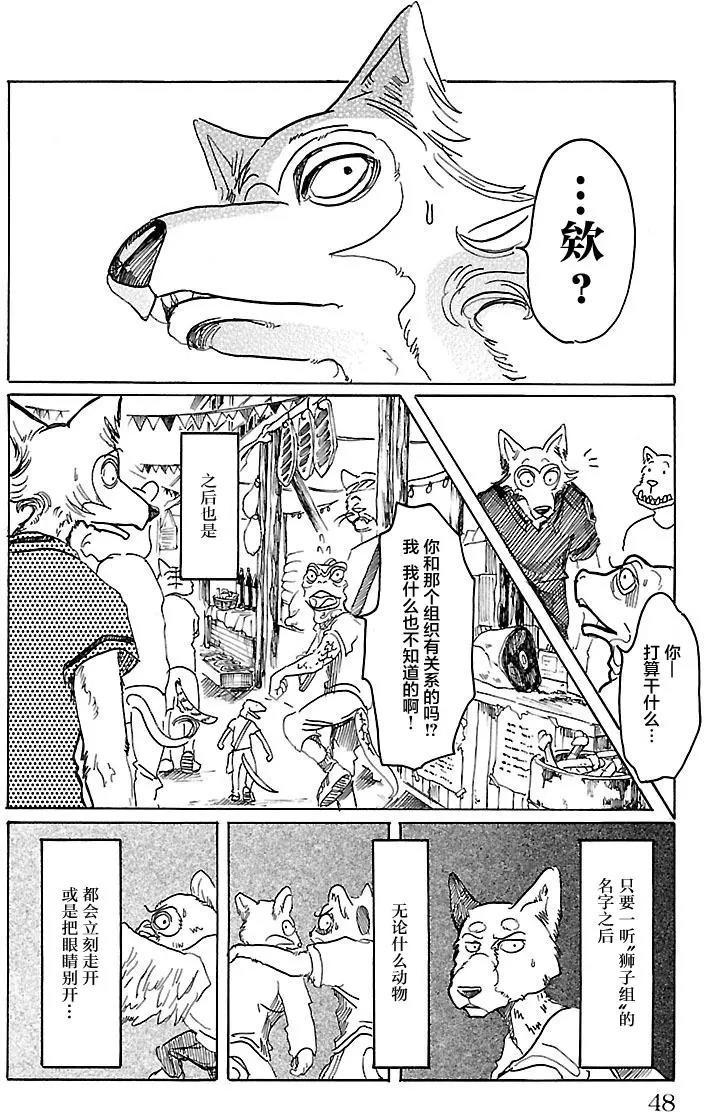 …欸?
你—
打算干什么…
你和那个组织有关系的吗!?
我 我什么也不知道的啊!
之后也是
只要一听“狮子组”的
名字之后
无论什么动物
都会立刻走开
或是把眼睛别开…
48